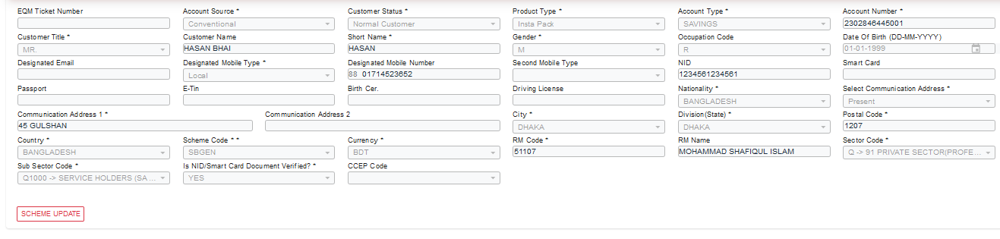 EQM Ticket Number Account Source * Customer Status * Product Type * Account Type * Account Number *
Conventional Normal Customer Insta Pack SAVINGS 2302846445001
Customer Title * Customer Name Short Name * Gender * Occupation Code Date Of Birth (DD-MM-YYYY)
MR. HASAN BHAI HASAN M R 01-01-1999
Designated Email Designated Mobile Type * Designated Mobile Number Second Mobile Type NID Smart Card
Local 88 01714523652 1234561234561
Passport E-Tin Birth Cer. Driving License Nationality * Select Communication Address *
BANGLADESH Present
Communication Address 1 * Communication Address 2 City * Division(State) * Postal Code *
45 GULSHAN DHAKA DHAKA 1207
Country * Scheme Code * * Currency * RM Code * RM Name Sector Code *
BANGLADESH SBGEN BDT 51107 MOHAMMAD SHAFIQUL ISLAM Q -> 91 PRIVATE SECTOR(PROFE...
Sub Sector Code * Is NID/Smart Card Document Verified? * CCEP Code
Q1000 -> SERVICE HOLDERS (SA... YES
SCHEME UPDATE